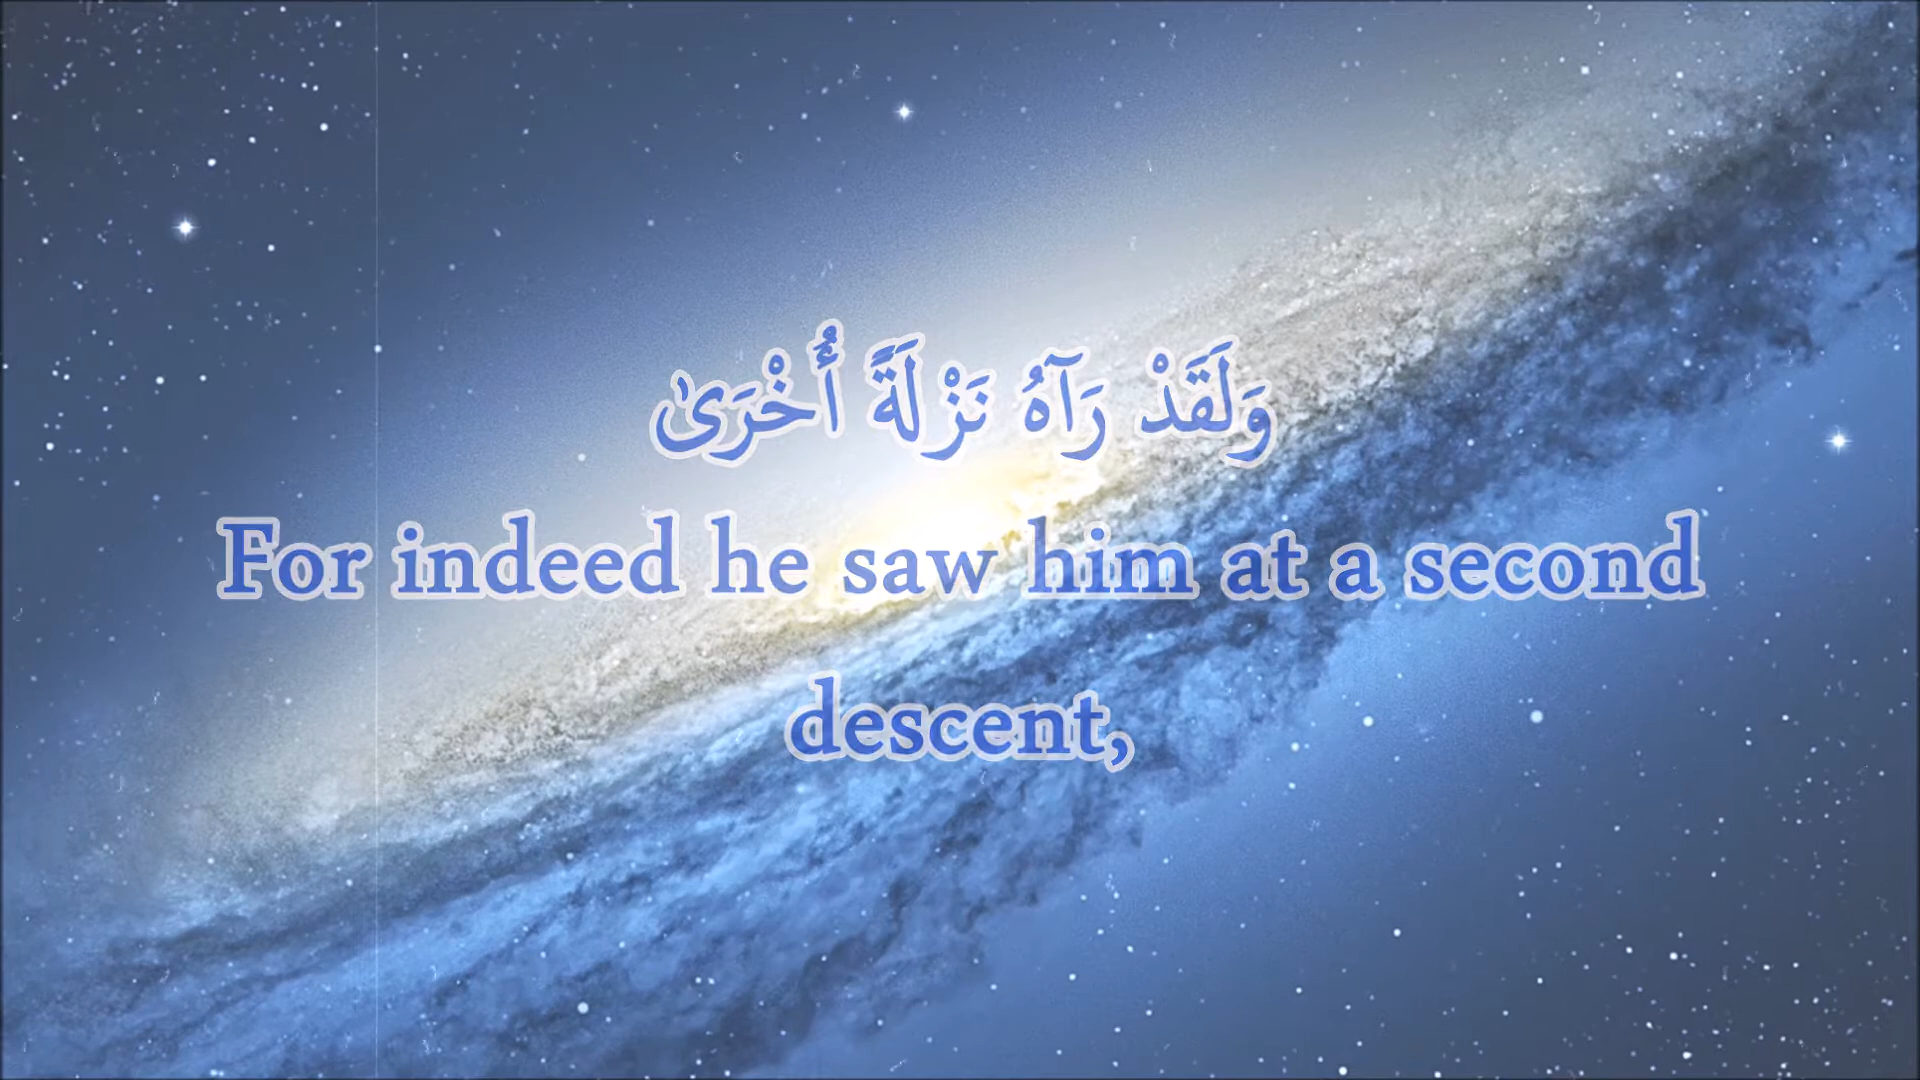 وَلَقَدْ رَآهُ نَزْلَةً أُخْرَىٰ
For indeed he saw him at a second
descent,